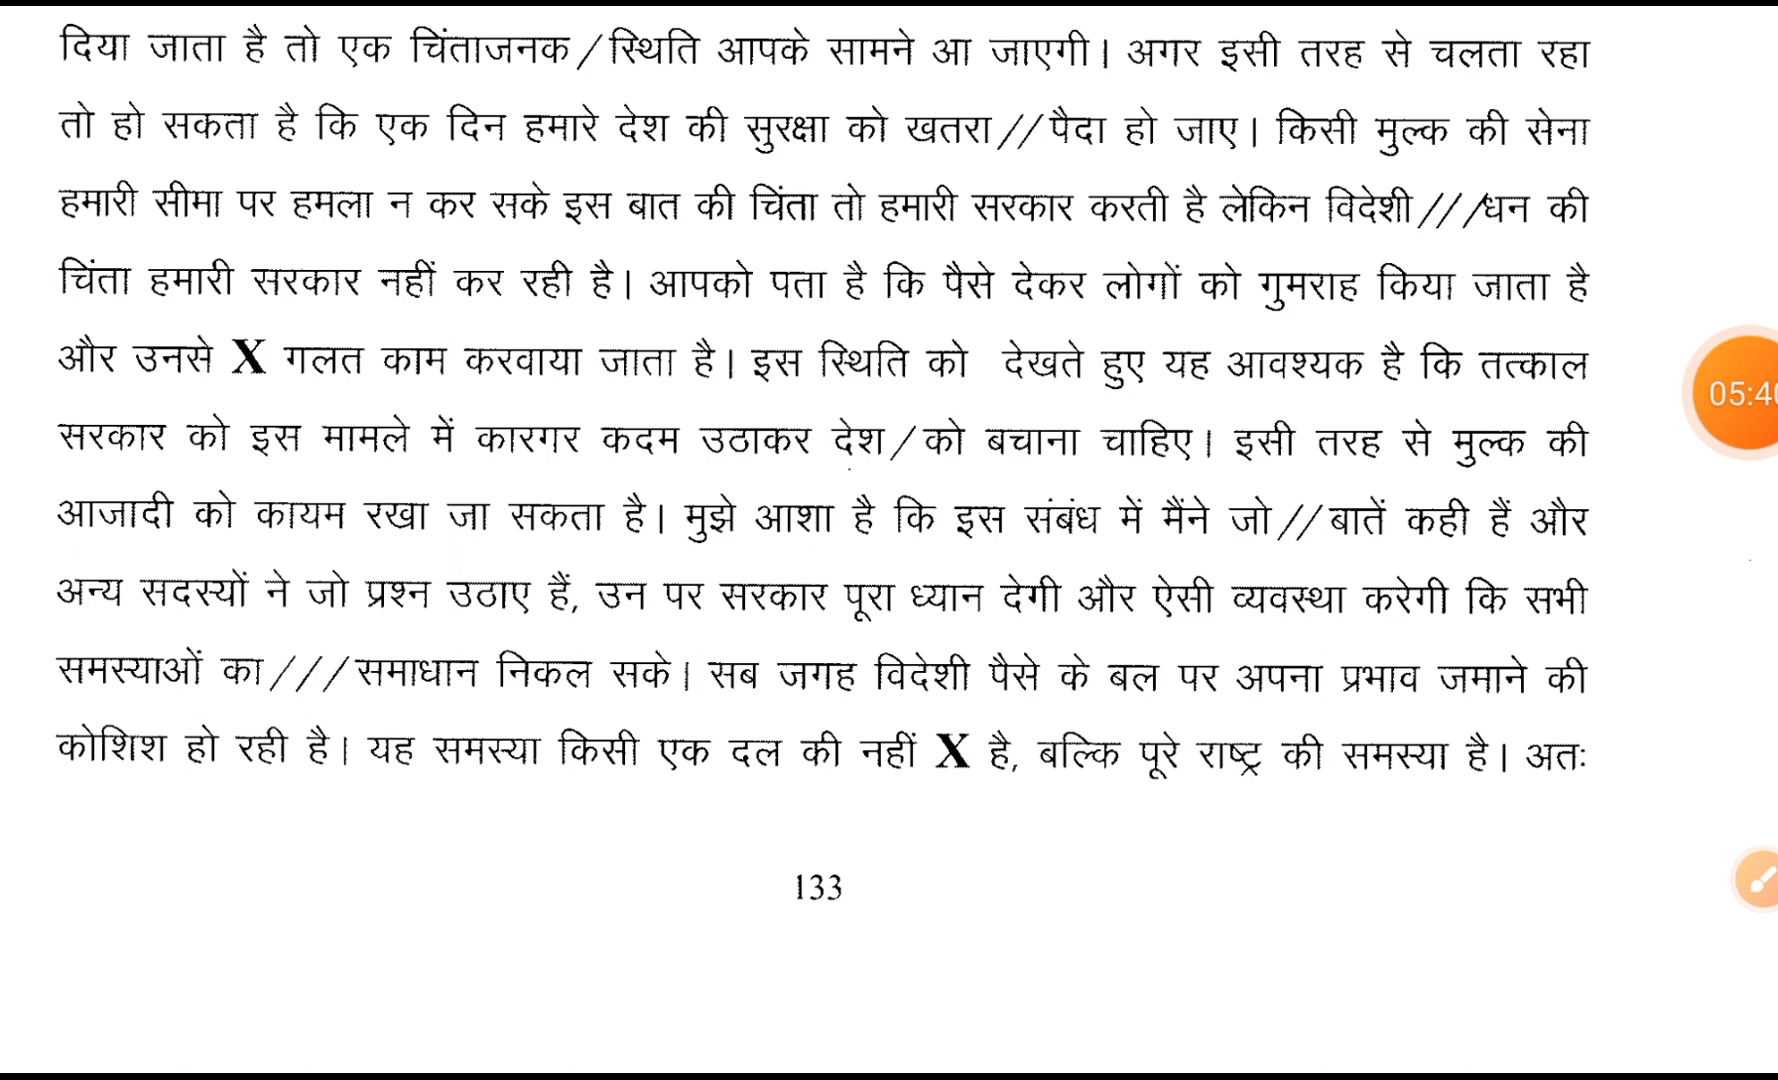 दिया जाता है तो एक चिंताजनक/स्थिति आपके सामने आ जाएगी। अगर इसी तरह से चलता रहा
तो हो सकता है कि एक दिन हमारे देश की सुरक्षा को खतरा//पैदा हो जाए। किसी मुल्क की सेना
हमारी सीमा पर हमला न कर सके इस बात की चिंता तो हमारी सरकार करती है लेकिन विदेशी///धन की
चिंता हमारी सरकार नहीं कर रही है। आपको पता है कि पैसे देकर लोगों को गुमराह किया जाता है
और उनसे X गलत काम करवाया जाता है। इस स्थिति को देखते हुए यह आवश्यक है कि तत्काल
सरकार को इस मामले में कारगर कदम उठाकर देश/को बचाना चाहिए। इसी तरह से मुल्क की
आजादी को कायम रखा जा सकता है। मुझे आशा है कि इस संबंध में मैंने जो//बातें कही हैं और
अन्य सदस्यों ने जो प्रश्न उठाए हैं, उन पर सरकार पूरा ध्यान देगी और ऐसी व्यवस्था करेगी कि सभी
समस्याओं का///समाधान निकल सके। सब जगह विदेशी पैसे के बल पर अपना प्रभाव जमाने की
कोशिश हो रही है। यह समस्या किसी एक दल की नहीं X है, बल्कि पूरे राष्ट्र की समस्या है। अतः
133